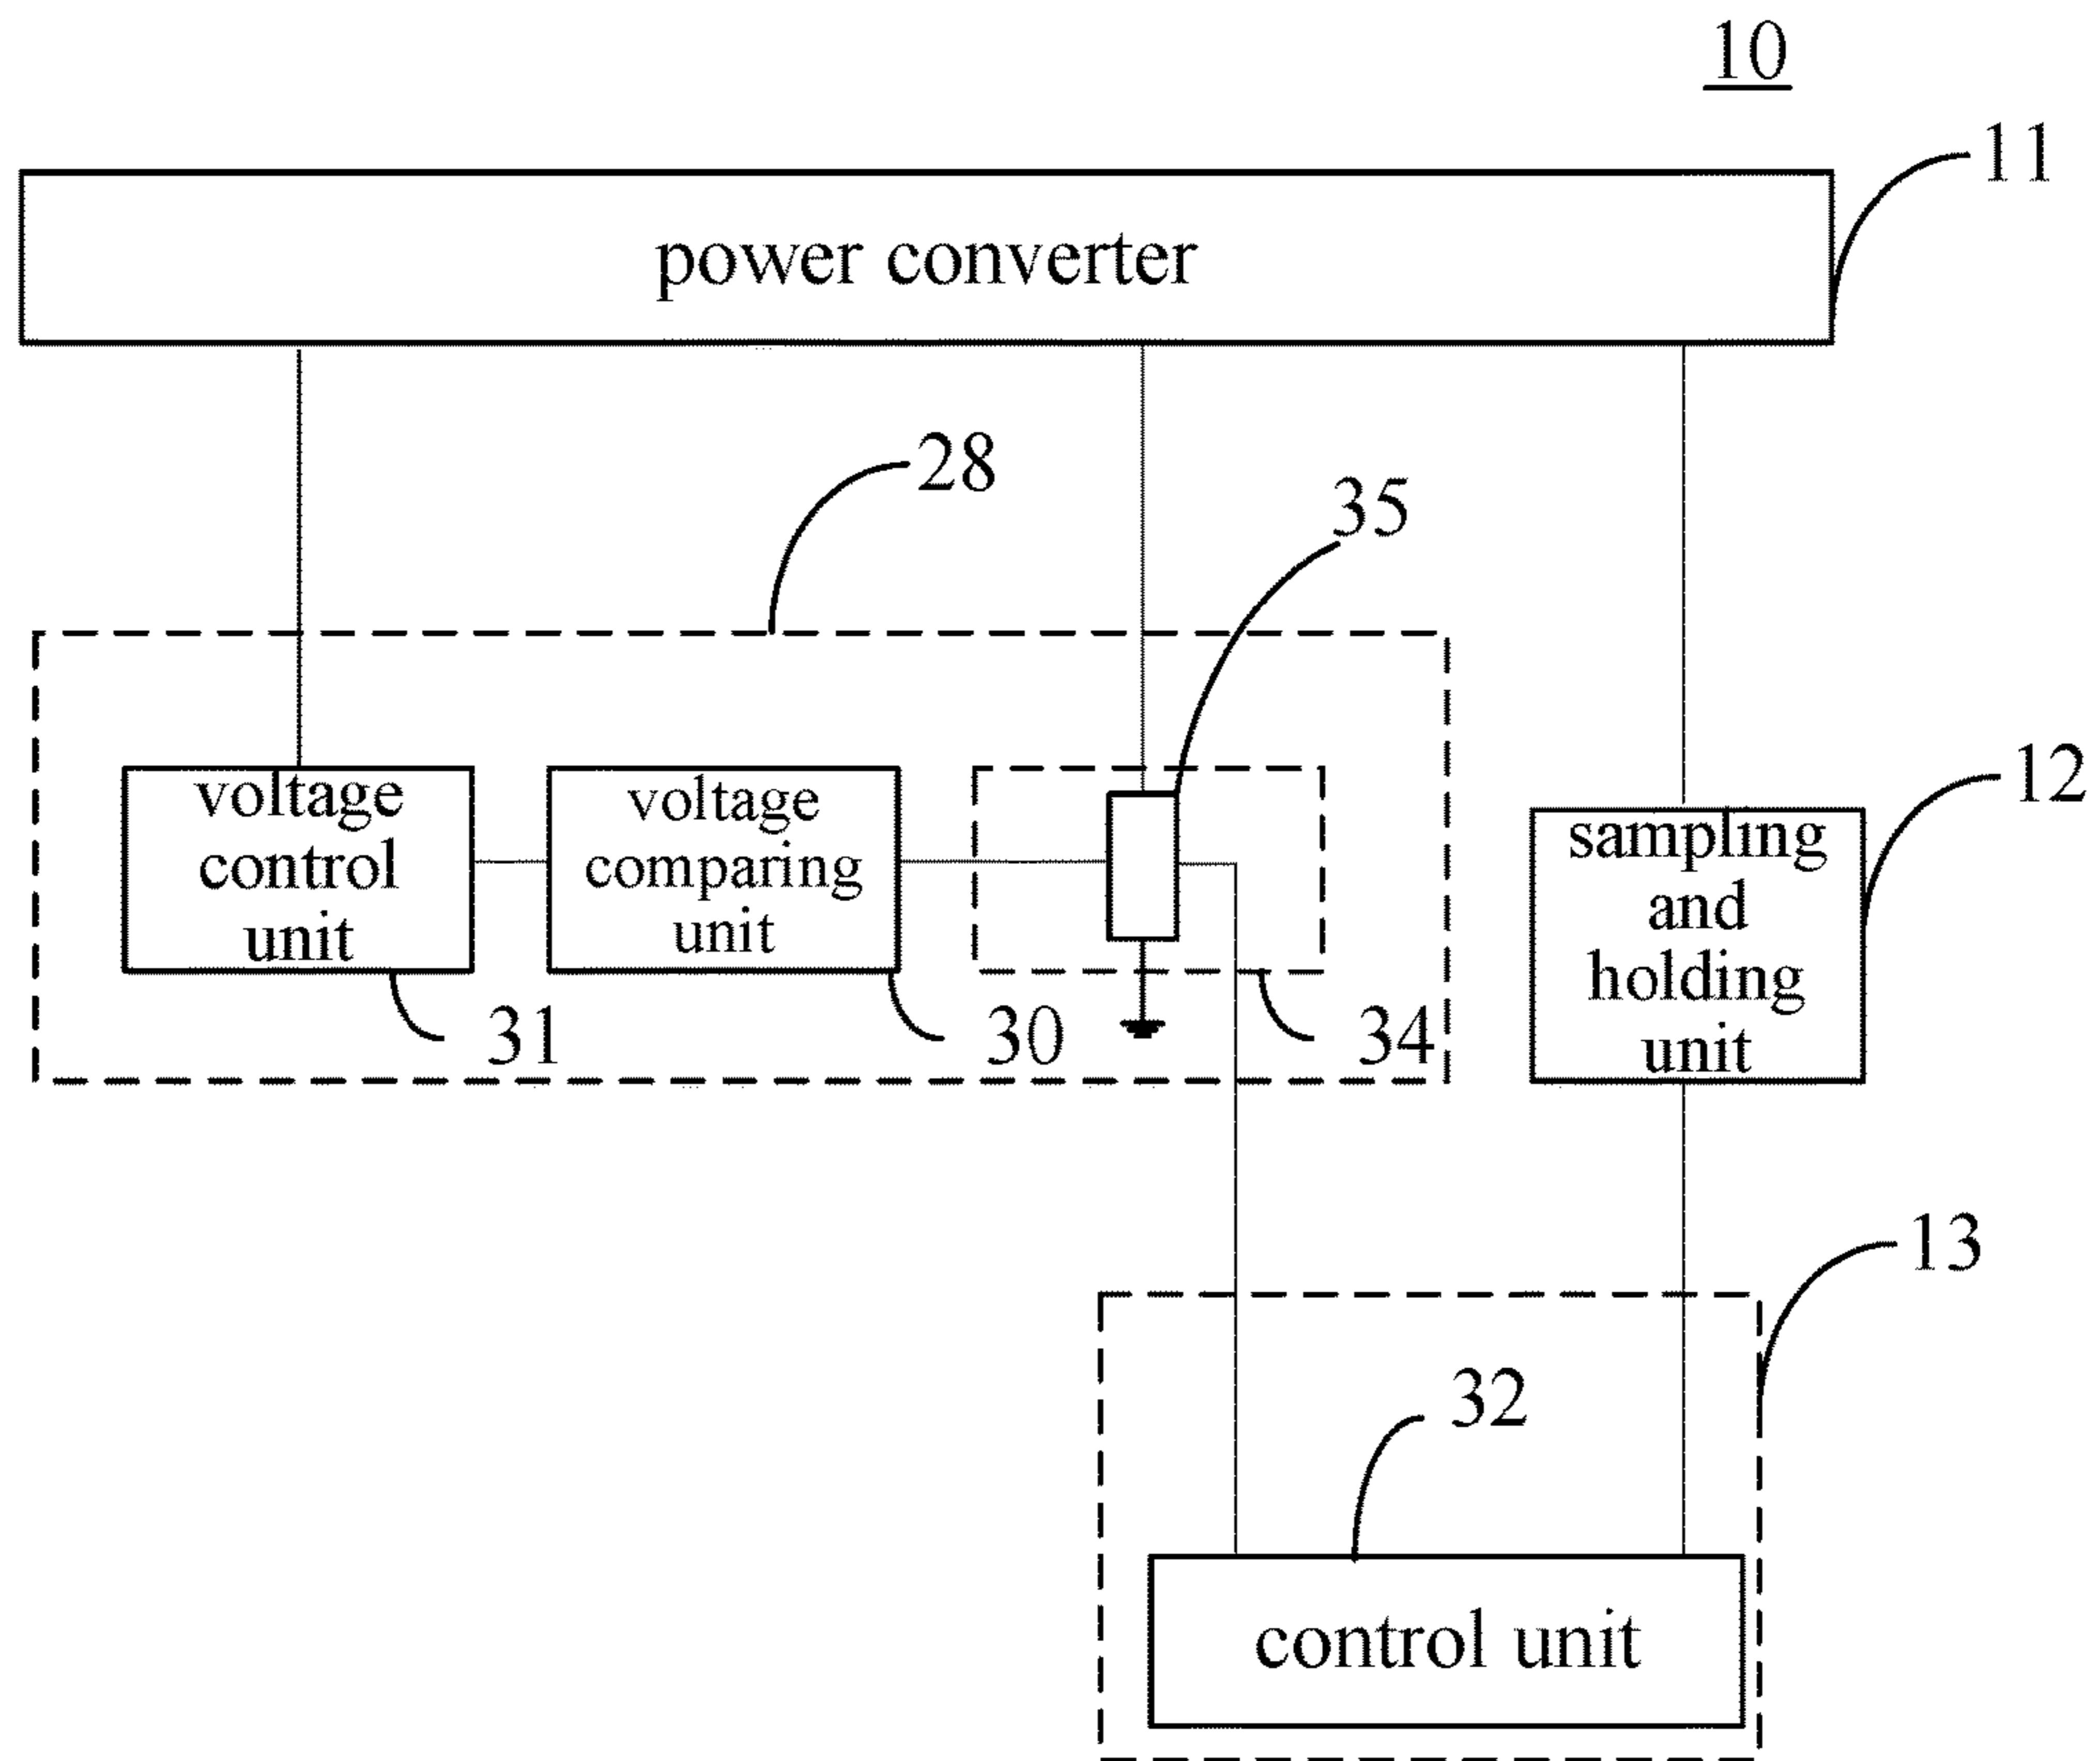 10
11
power converter
28
35
12
voltage
control
unit
voltage
comparing
unit
sampling
and
holding
unit
31
30
34
13
32
control unit